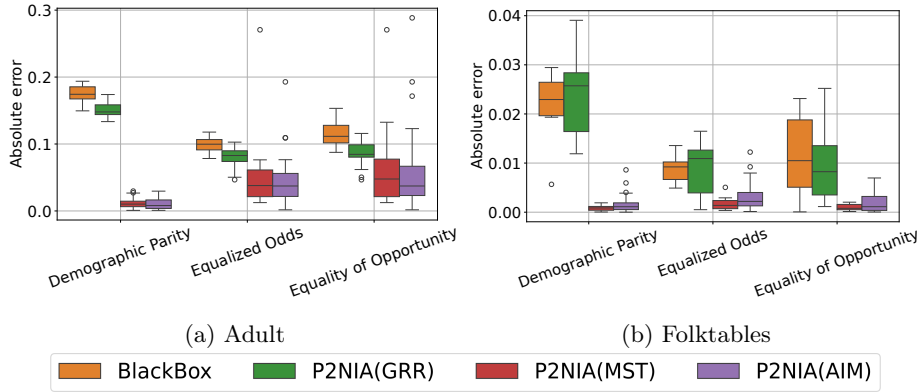 0.3
0.2
0.1
0.0
Absolute error
Demographic Parity
Equalized Odds
Equality of Opportunity
(a) Adult
0.04
0.03
0.02
0.01
0.00
Absolute error
Demographic Parity
Equalized Odds
Equality of Opportunity
(b) Folktables
BlackBox P2NIA(GRR) P2NIA(MST) P2NIA(AIM)